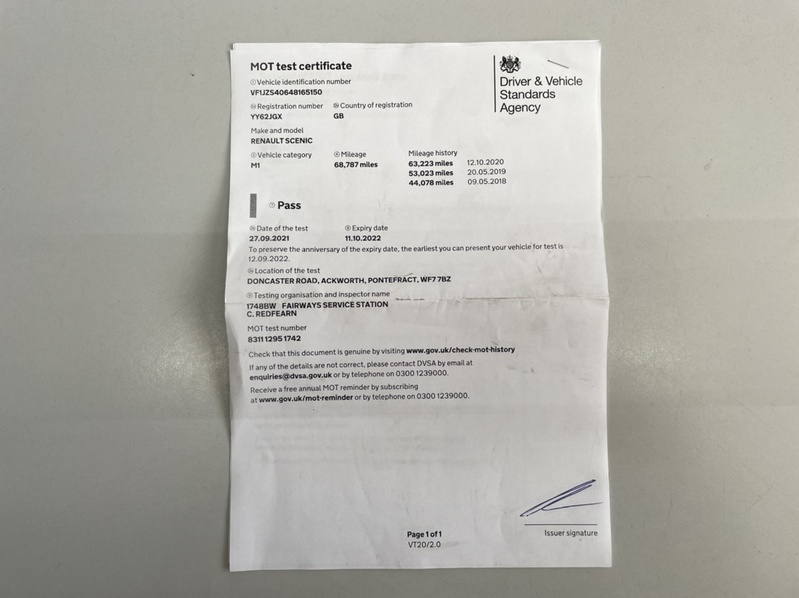 MOT test certificate
Driver & Vehicle
Standards
Agency
Vehicle identification number
VF1JZS40648165150
Registration number Country of registration
YY62JGX GB
Make and model
RENAULT SCENIC
Vehicle category Mileage Mileage history
M1 68,787 miles 63,223 miles 12.10.2020
53,023 miles 20.05.2019
44,078 miles 09.05.2018
Pass
Date of the test Expiry date
27.09.2021 11.10.2022
To preserve the anniversary of the expiry date, the earliest you can present your vehicle for test is
12.09.2022.
Location of the test
DONCASTER ROAD, ACKWORTH, PONTEFRACT, WF7 7BZ
Testing organisation and inspector name
1748BW FAIRWAYS SERVICE STATION
C. REDFEARN
MOT test number
8311 1295 1742
Check that this document is genuine by visiting www.gov.uk/check-mot-history
If any of the details are not correct, please contact DVSA by email at
enquiries@dvsa.gov.uk or by telephone on 0300 1239000.
Receive a free annual MOT reminder by subscribing
at www.gov.uk/mot-reminder or by telephone on 0300 1239000.
Issuer signature
Page 1 of 1
VT20/2.0